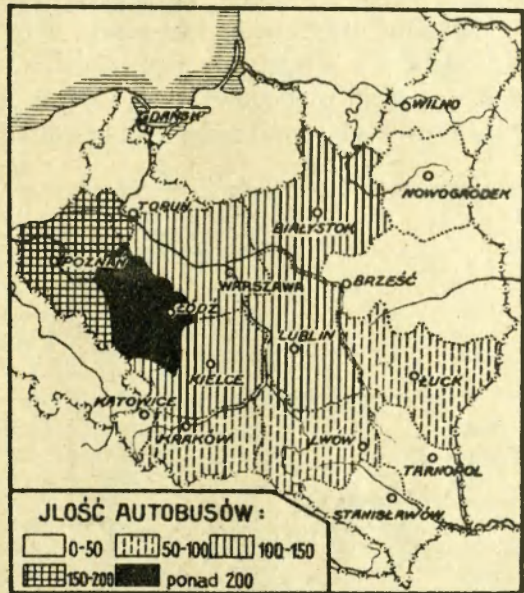 WILNO
GDAŃSK
NOWOGRÓDEK
TORUŃ
BIAŁYSTOK
POZNAŃ
WARSZAWA
BRZEŚĆ
ŁÓDŹ
LUBLIN
KIELCE
ŁUCK
KATOWICE
KRAKÓW
LWÓW
TARNOPOL
STANISŁAWÓW
JLOŚĆ AUTOBUSÓW:
0-50 50-100 100-150
150-200 ponad 200